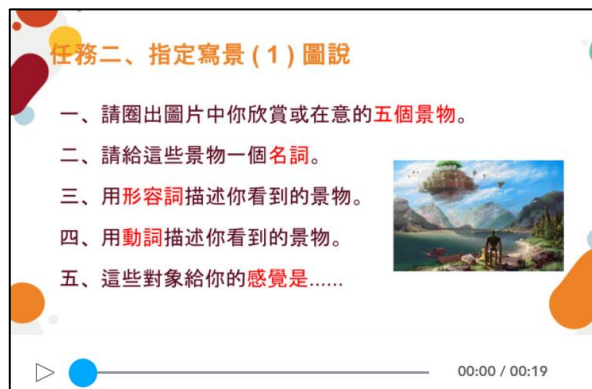 任務二、指定寫景 ( 1 ) 圖說
一、請圈出圖片中你欣賞或在意的五個景物。
二、請給這些景物一個名詞。
三、用形容詞描述你看到的景物。
四、用動詞描述你看到的景物。
五、這些對象給你的感覺是......
00:00 / 00:19